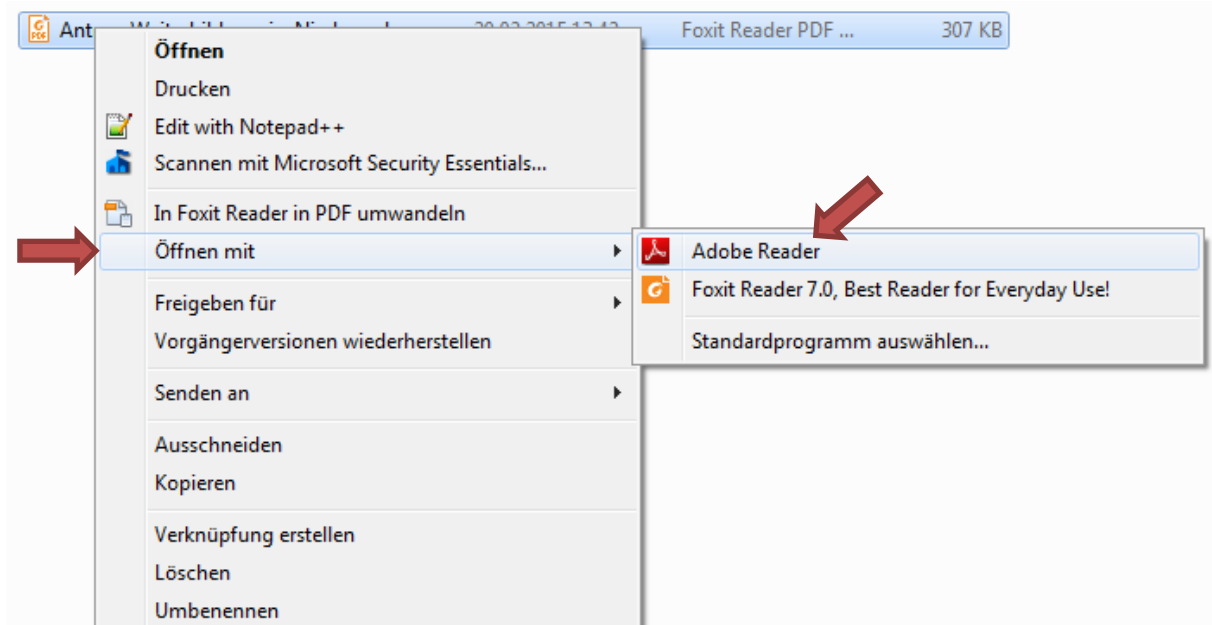 Ant Foxit Reader PDF ... 307 KB
Öffnen
Drucken
Edit with Notepad++
Scannen mit Microsoft Security Essentials...
In Foxit Reader in PDF umwandeln
Öffnen mit
Adobe Reader
Foxit Reader 7.0, Best Reader for Everyday Use!
Standardprogramm auswählen...
Freigeben für
Vorgängerversionen wiederherstellen
Senden an
Ausschneiden
Kopieren
Verknüpfung erstellen
Löschen
Umbenennen